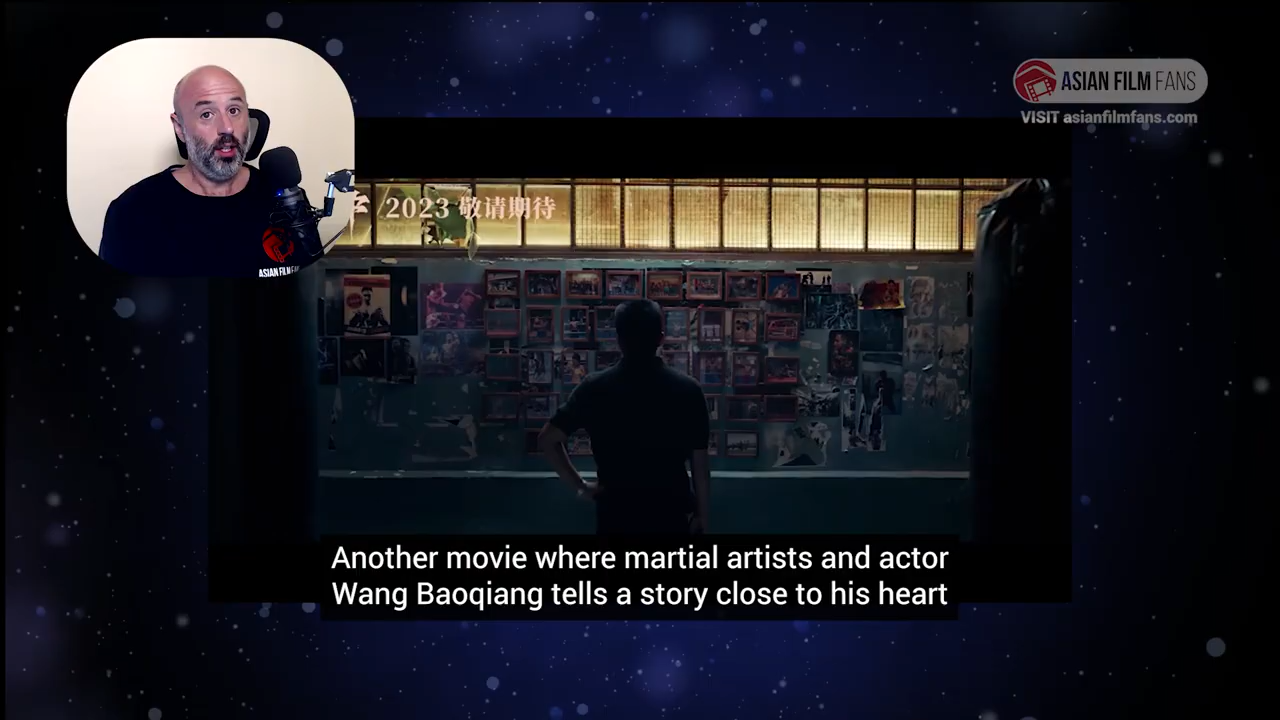 ASIAN FILM FANS
VISIT asianfilmfans.com
2023 敬请期待
Another movie where martial artists and actor
Wang Baoqiang tells a story close to his heart